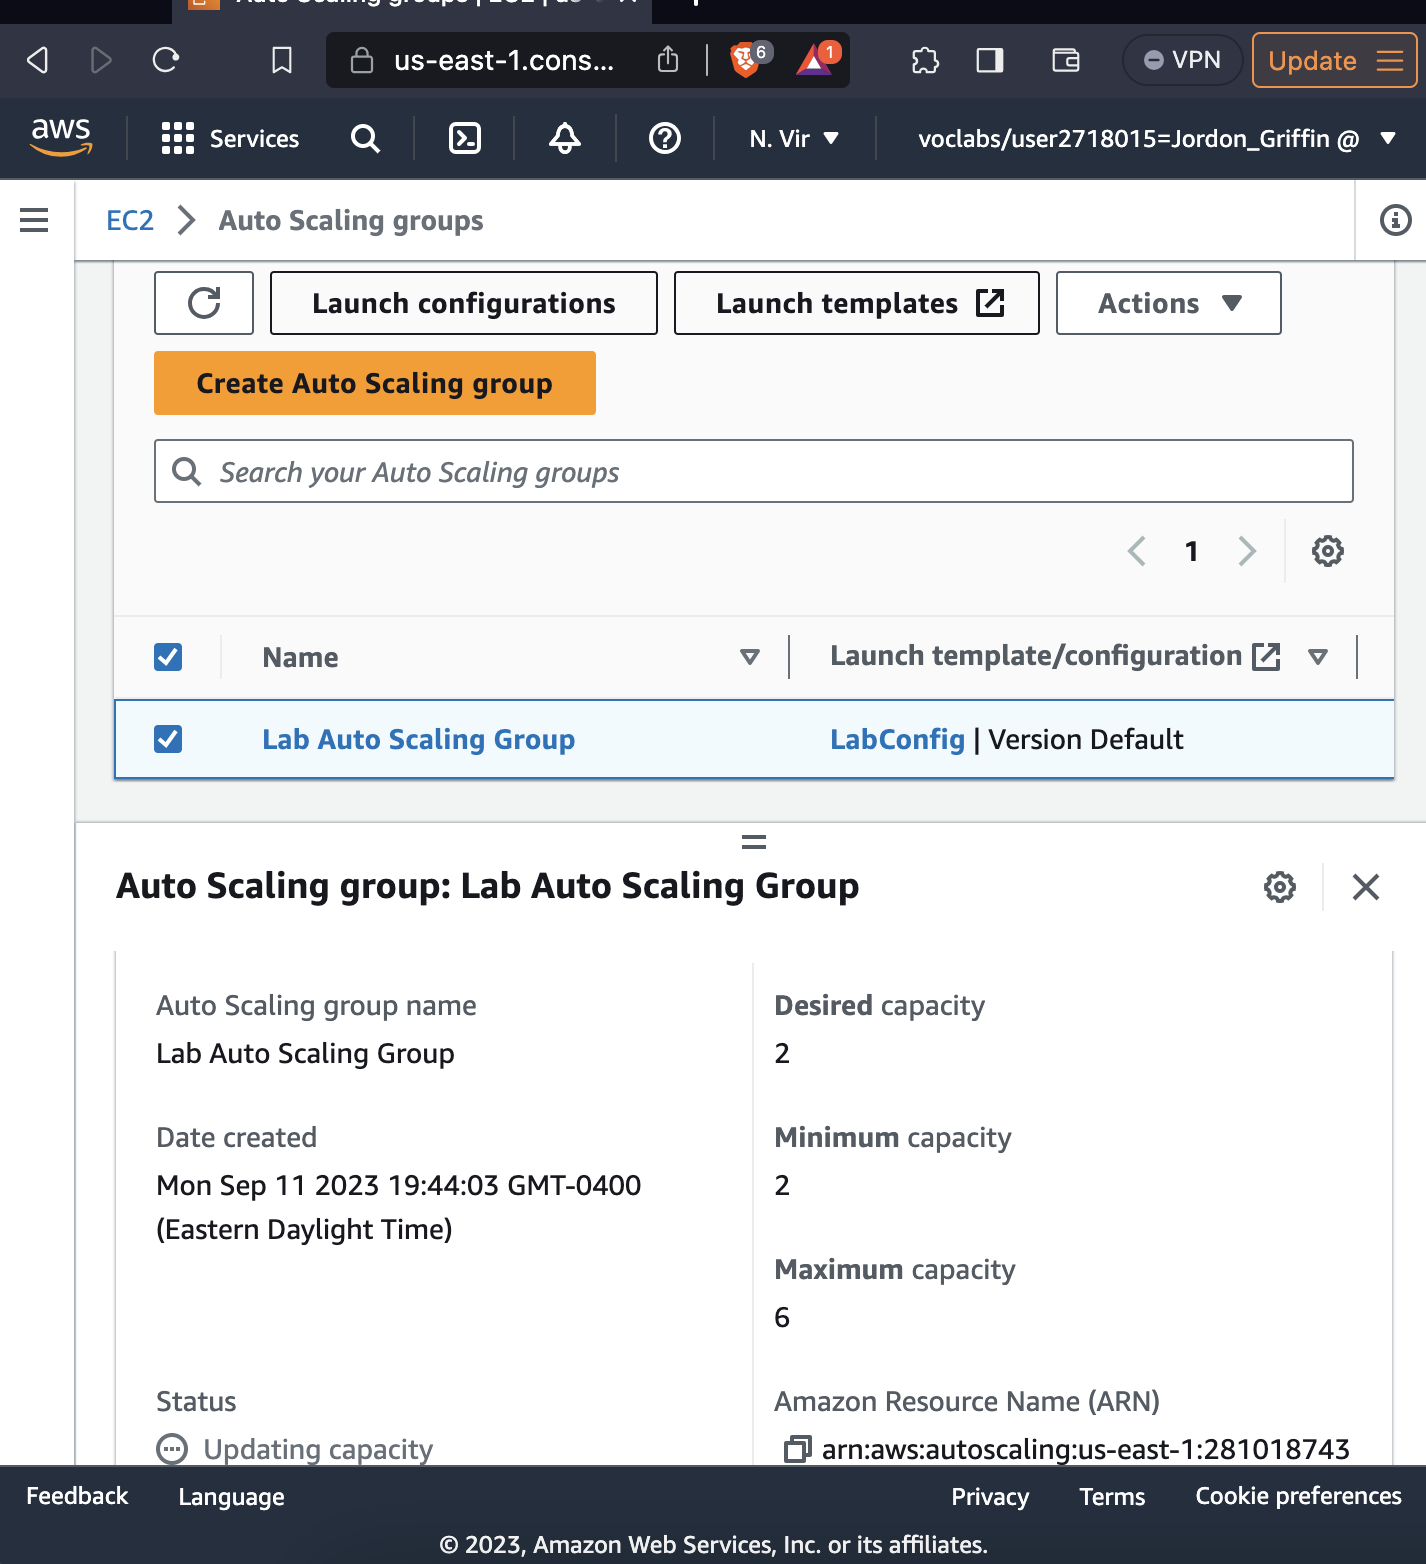 us-east-1.cons...
6
1
VPN
Update
aws
Services
N. Vir
voclabs/user2718015=Jordon_Griffin @
EC2
Auto Scaling groups
Launch configurations
Launch templates
Actions
Create Auto Scaling group
Search your Auto Scaling groups
1
Name
Launch template/configuration
Lab Auto Scaling Group
LabConfig | Version Default
Auto Scaling group: Lab Auto Scaling Group
Auto Scaling group name
Lab Auto Scaling Group
Desired capacity
2
Date created
Mon Sep 11 2023 19:44:03 GMT-0400
(Eastern Daylight Time)
Minimum capacity
2
Maximum capacity
6
Status
Updating capacity
Amazon Resource Name (ARN)
arn:aws:autoscaling:us-east-1:281018743
Feedback
Language
Privacy
Terms
Cookie preferences
© 2023, Amazon Web Services, Inc. or its affiliates.